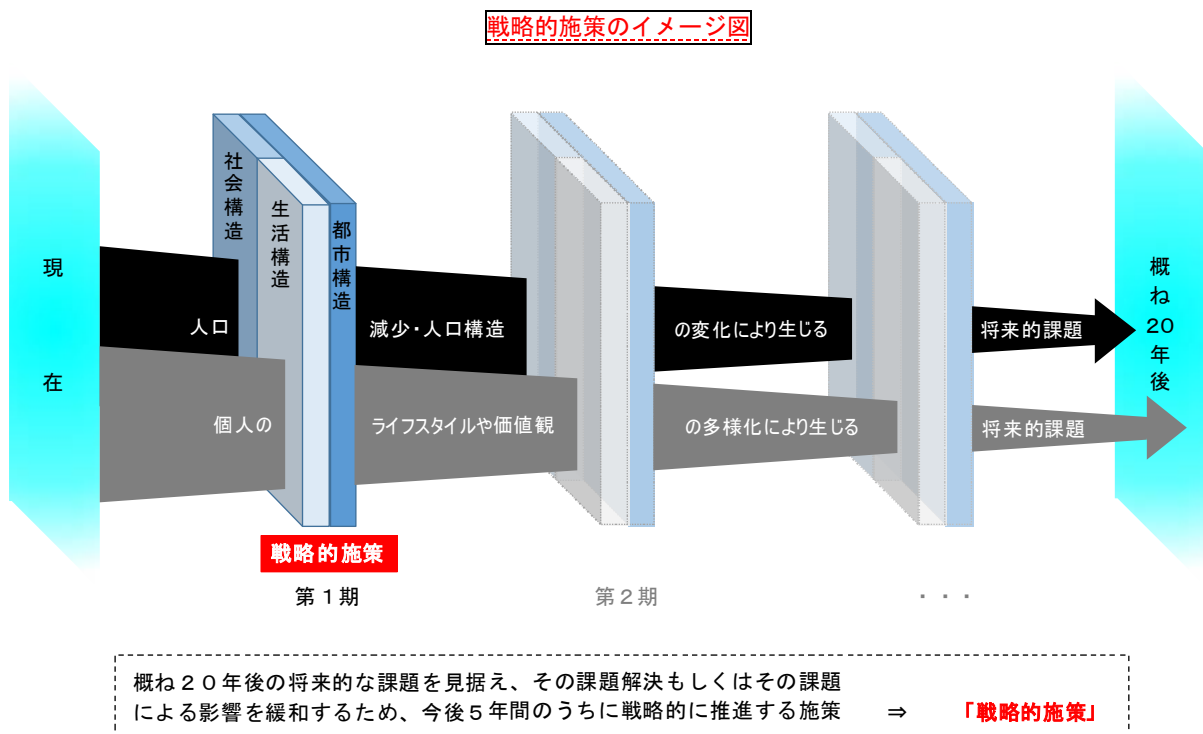 戦略的施策のイメージ図
現在
社会構造
生活構造
都市構造
人口
減少・人口構造
の変化により生じる
将来的課題
個人の
ライフスタイルや価値観
の多様化により生じる
将来的課題
概ね20年後
戦略的施策
第1期
第2期
・・・
概ね20年後の将来的な課題を見据え、その課題解決もしくはその課題
による影響を緩和するため、今後5年間のうちに戦略的に推進する施策 ⇒ 「戦略的施策」